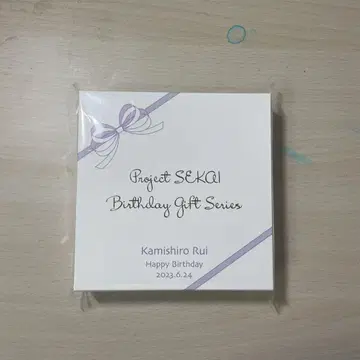 Project SEKAI
Birthday Gift Series
Kamishiro Rui
Happy Birthday
2023.6.24